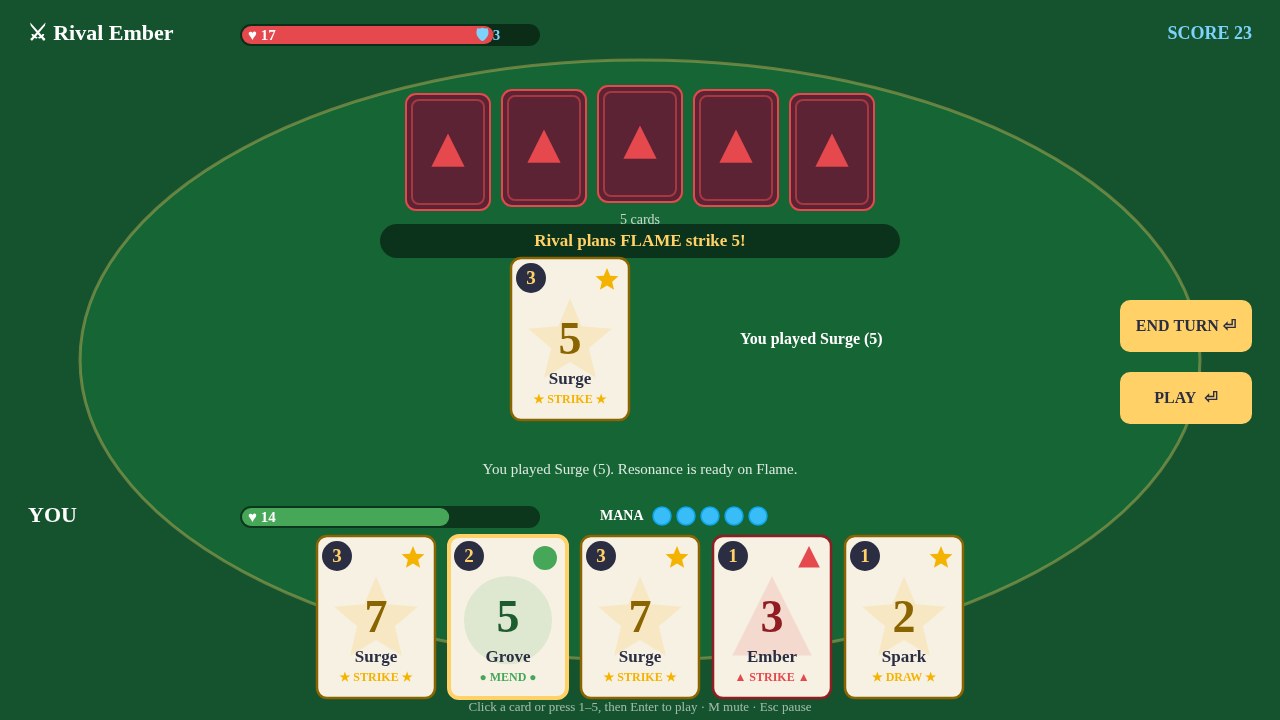 ⚔ Rival Ember
♥ 17
3
SCORE 23
5 cards
Rival plans FLAME strike 5!
3
5
Surge
★ STRIKE ★
You played Surge (5)
END TURN ⏎
PLAY ⏎
You played Surge (5). Resonance is ready on Flame.
YOU
♥ 14
MANA
3
7
Surge
★ STRIKE ★
2
5
Grove
● MEND ●
3
7
Surge
★ STRIKE ★
1
3
Ember
▲ STRIKE ▲
1
2
Spark
★ DRAW ★
Click a card or press 1–5, then Enter to play · M mute · Esc pause